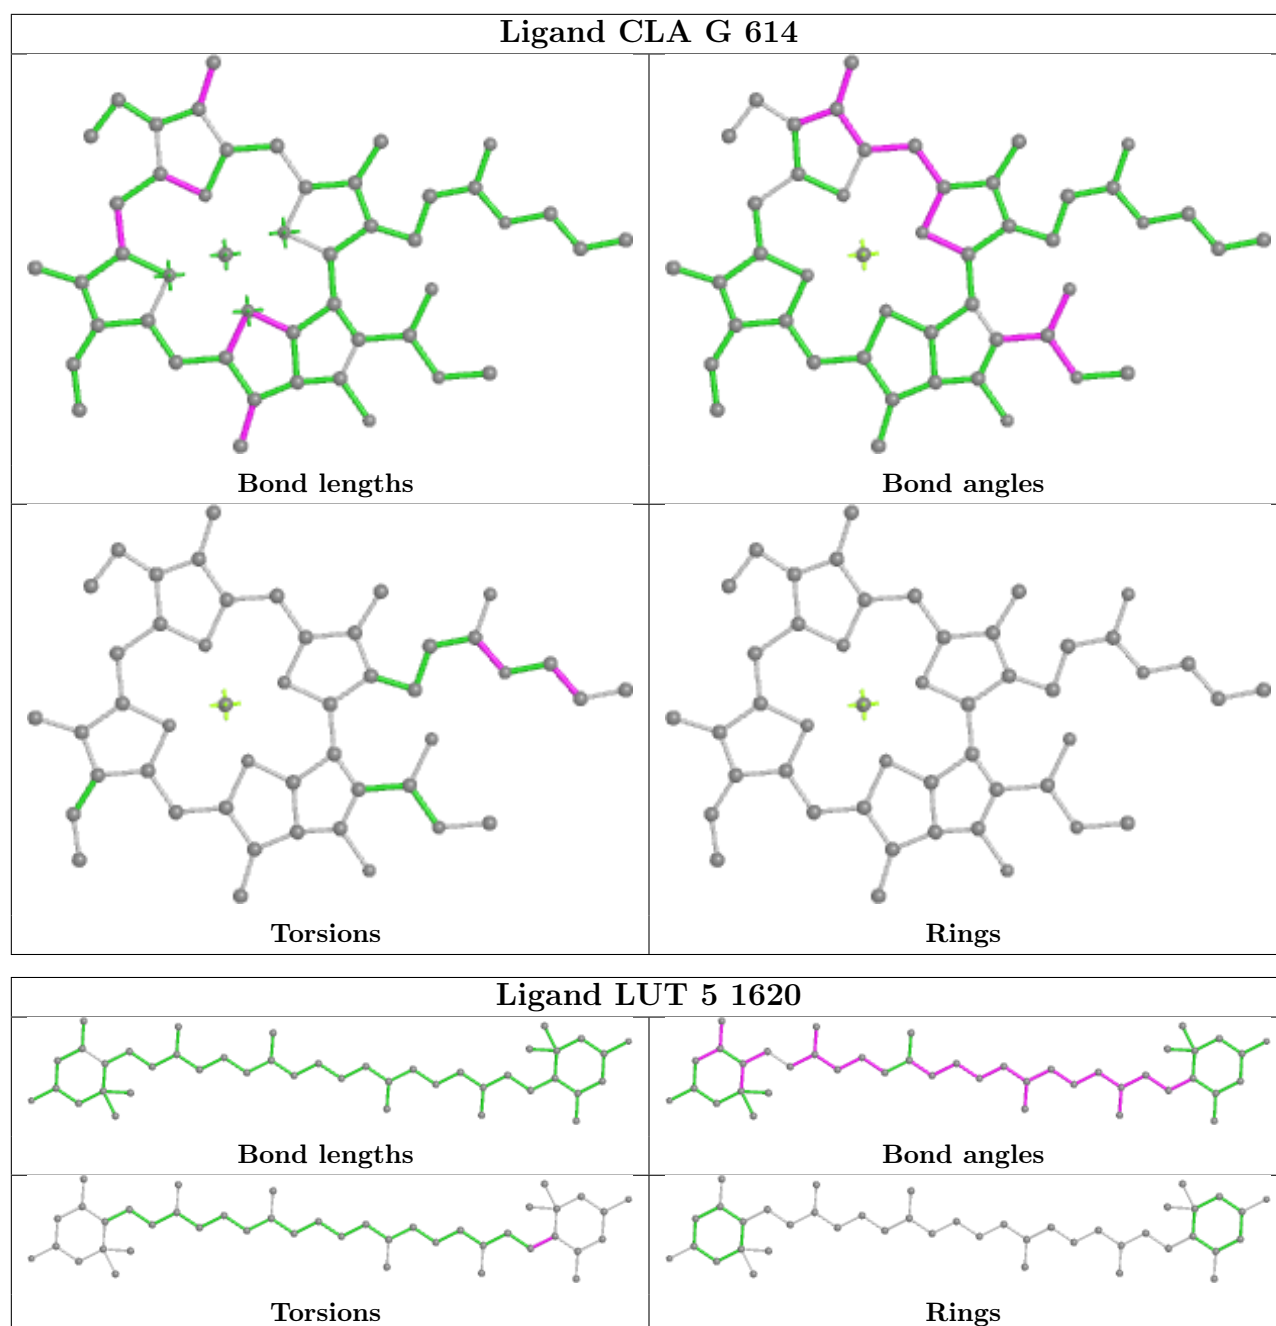 Ligand CLA G 614
Bond lengths
Bond angles
Torsions
Rings
Ligand LUT 5 1620
Bond lengths
Bond angles
Torsions
Rings